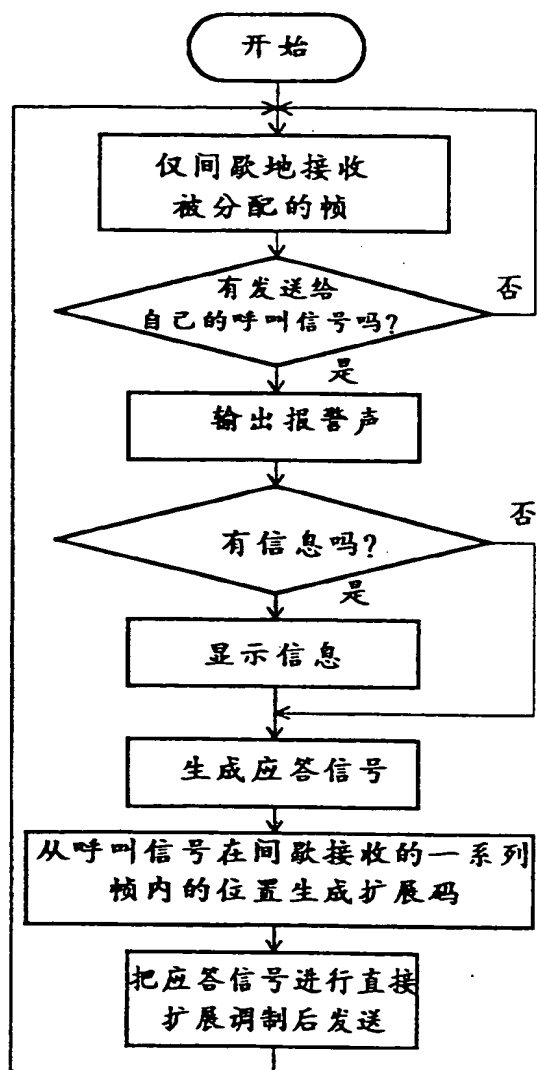 开始
仅间歇地接收
被分配的帧
有发送给
自己的呼叫信号吗?
否
是
输出报警声
有信息吗?
否
是
显示信息
生成应答信号
从呼叫信号在间歇接收的一系列
帧内的位置生成扩展码
把应答信号进行直接
扩展调制后发送